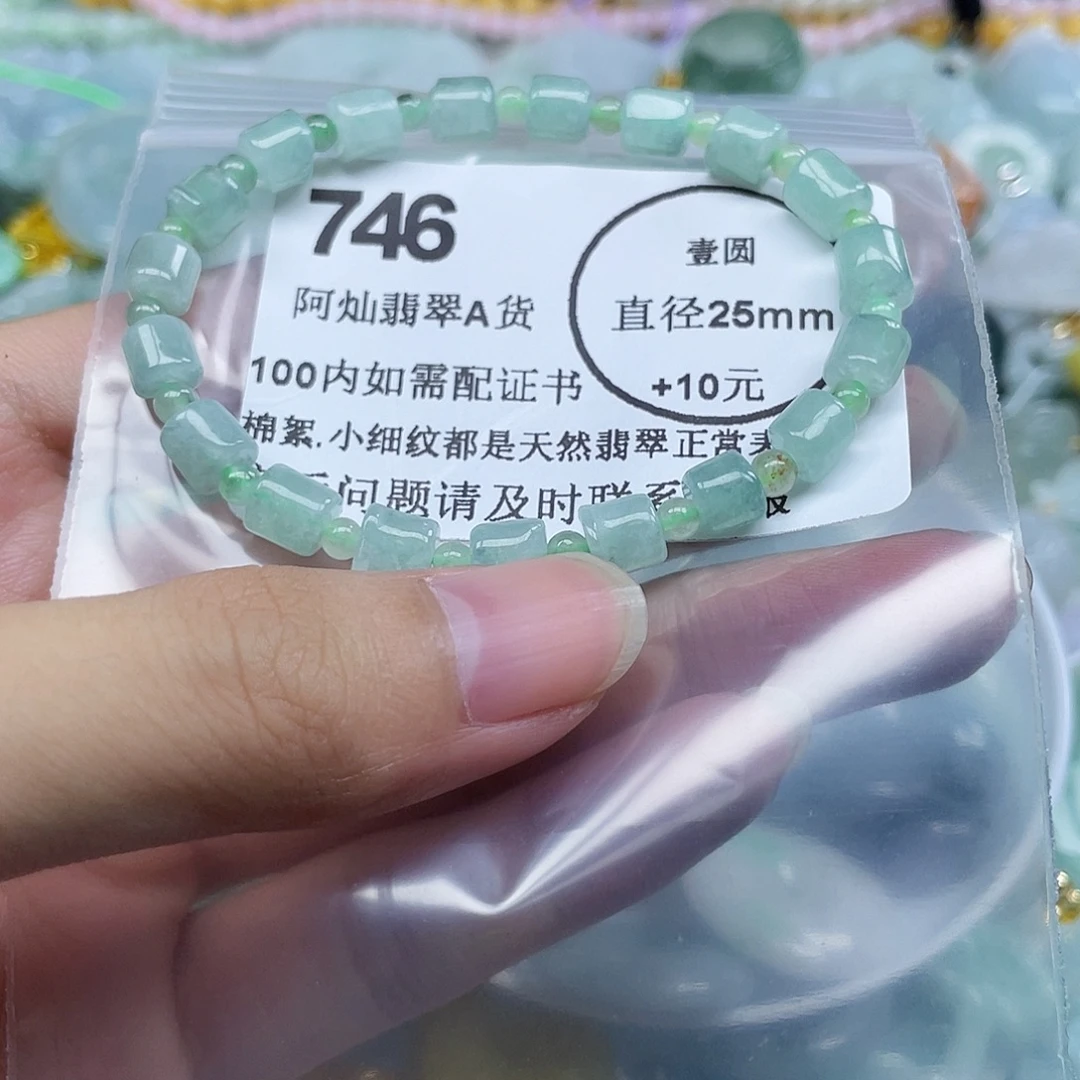 746
阿灿翡翠A货
壹圆
直径25mm
+10元
100内如需配证书
棉絮.小细纹都是天然翡翠正常
问题请及时联系